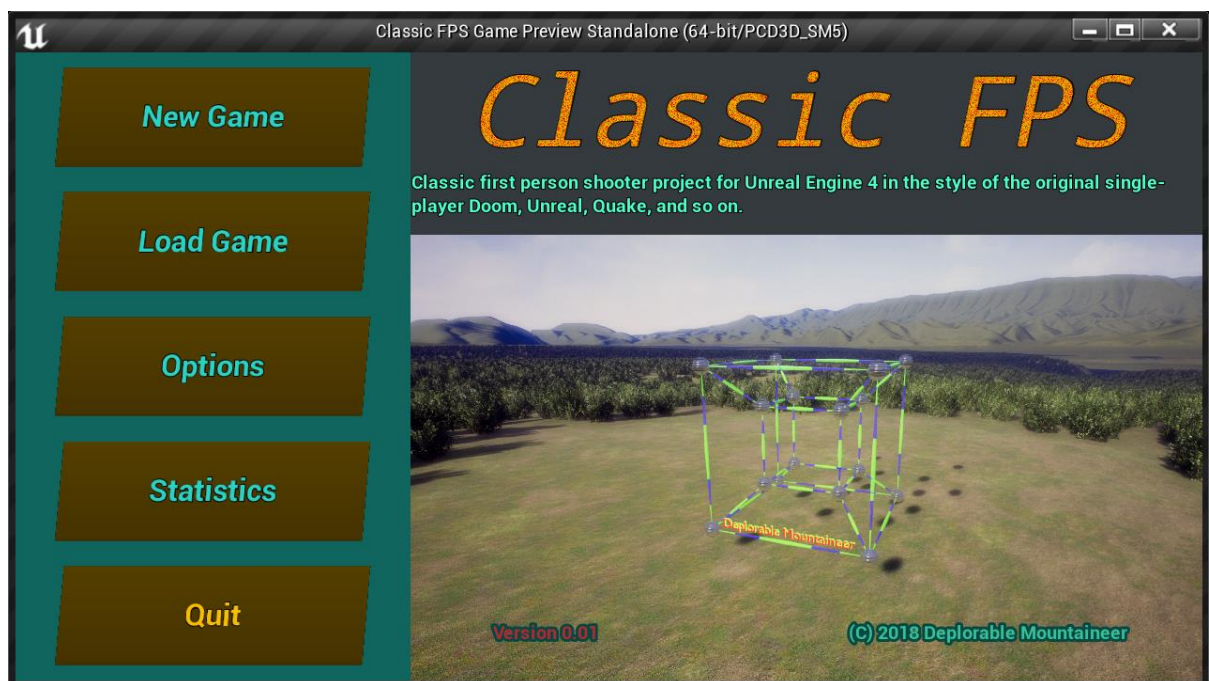 Classic FPS Game Preview Standalone (64-bit/PCD3D_SM5)
New Game
Load Game
Options
Statistics
Quit
Classic FPS
Classic first person shooter project for Unreal Engine 4 in the style of the original single-
player Doom, Unreal, Quake, and so on.
Deplorable Mountaineer
Version 0.01
(C) 2018 Deplorable Mountaineer